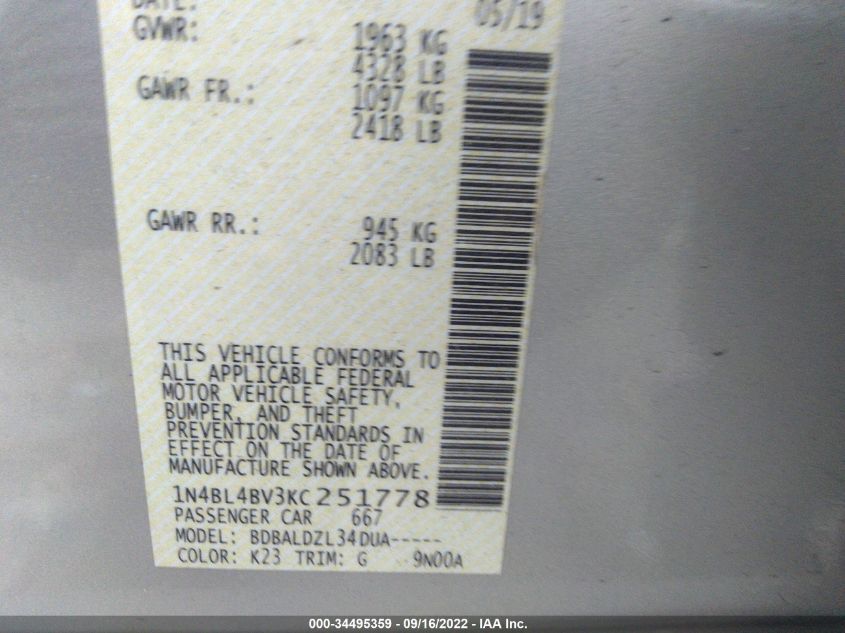 DATE: 05/19
GVWR: 1963 KG
4328 LB
GAWR FR.: 1097 KG
2418 LB
GAWR RR.: 945 KG
2083 LB
THIS VEHICLE CONFORMS TO
ALL APPLICABLE FEDERAL
MOTOR VEHICLE SAFETY,
BUMPER, AND THEFT
PREVENTION STANDARDS IN
EFFECT ON THE DATE OF
MANUFACTURE SHOWN ABOVE.
1N4BL4BV3KC251778
PASSENGER CAR 667
MODEL: BDBALDZL34DUA-----
COLOR: K23 TRIM: G 9N00A
000-34495359 - 09/16/2022 - IAA Inc.